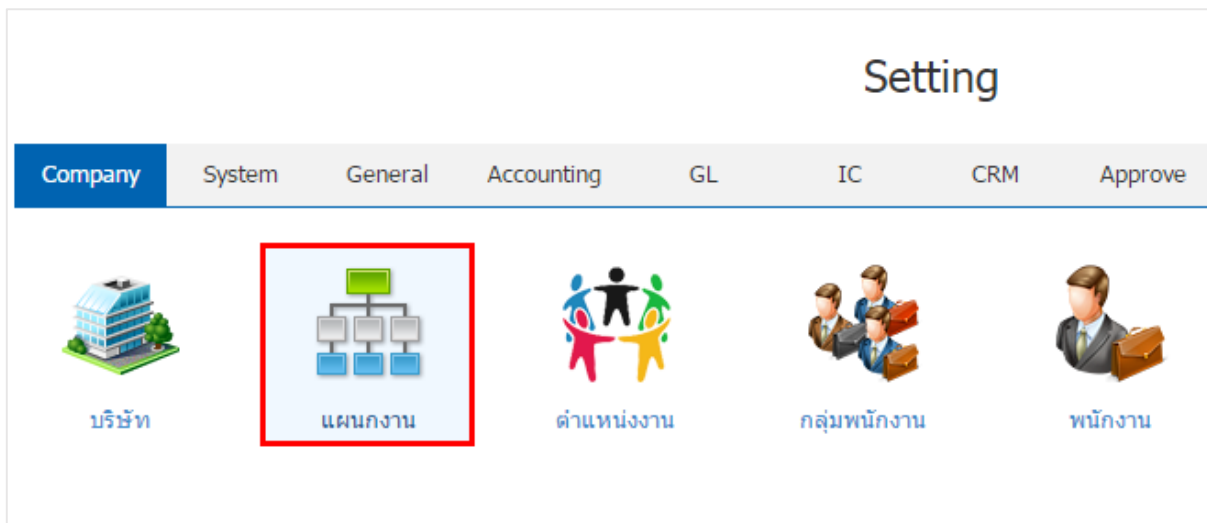 Setting
Company System General Accounting GL IC CRM Approve
บริษัท แผนกงาน ตำแหน่งงาน กลุ่มพนักงาน พนักงาน